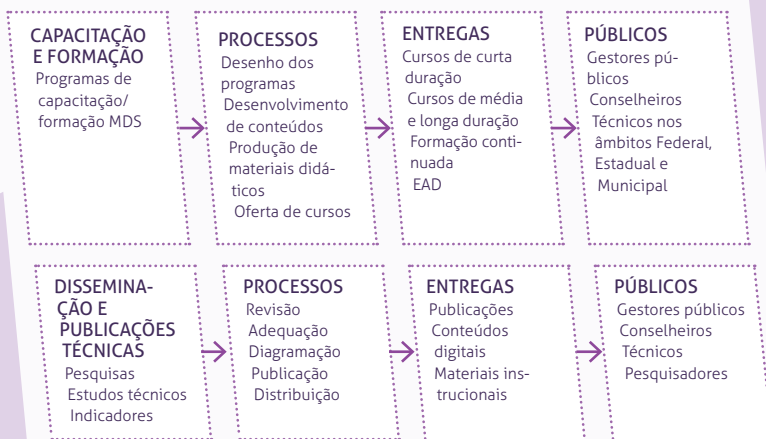 CAPACITAÇÃO
E FORMAÇÃO
Programas de
capacitação/
formação MDS
PROCESSOS
Desenho dos
programas
Desenvolvimento
de conteúdos
Produção de
materiais didá-
ticos
Oferta de cursos
ENTREGAS
Cursos de curta
duração
Cursos de média
e longa duração
Formação conti-
nuada
EAD
PÚBLICOS
Gestores pú-
blicos
Conselheiros
Técnicos nos
âmbitos Federal,
Estadual e
Municipal
DISSEMINA-
ÇÃO E
PUBLICAÇÕES
TÉCNICAS
Pesquisas
Estudos técnicos
Indicadores
PROCESSOS
Revisão
Adequação
Diagramação
Publicação
Distribuição
ENTREGAS
Publicações
Conteúdos
digitais
Materiais ins-
trucionais
PÚBLICOS
Gestores públicos
Conselheiros
Técnicos
Pesquisadores